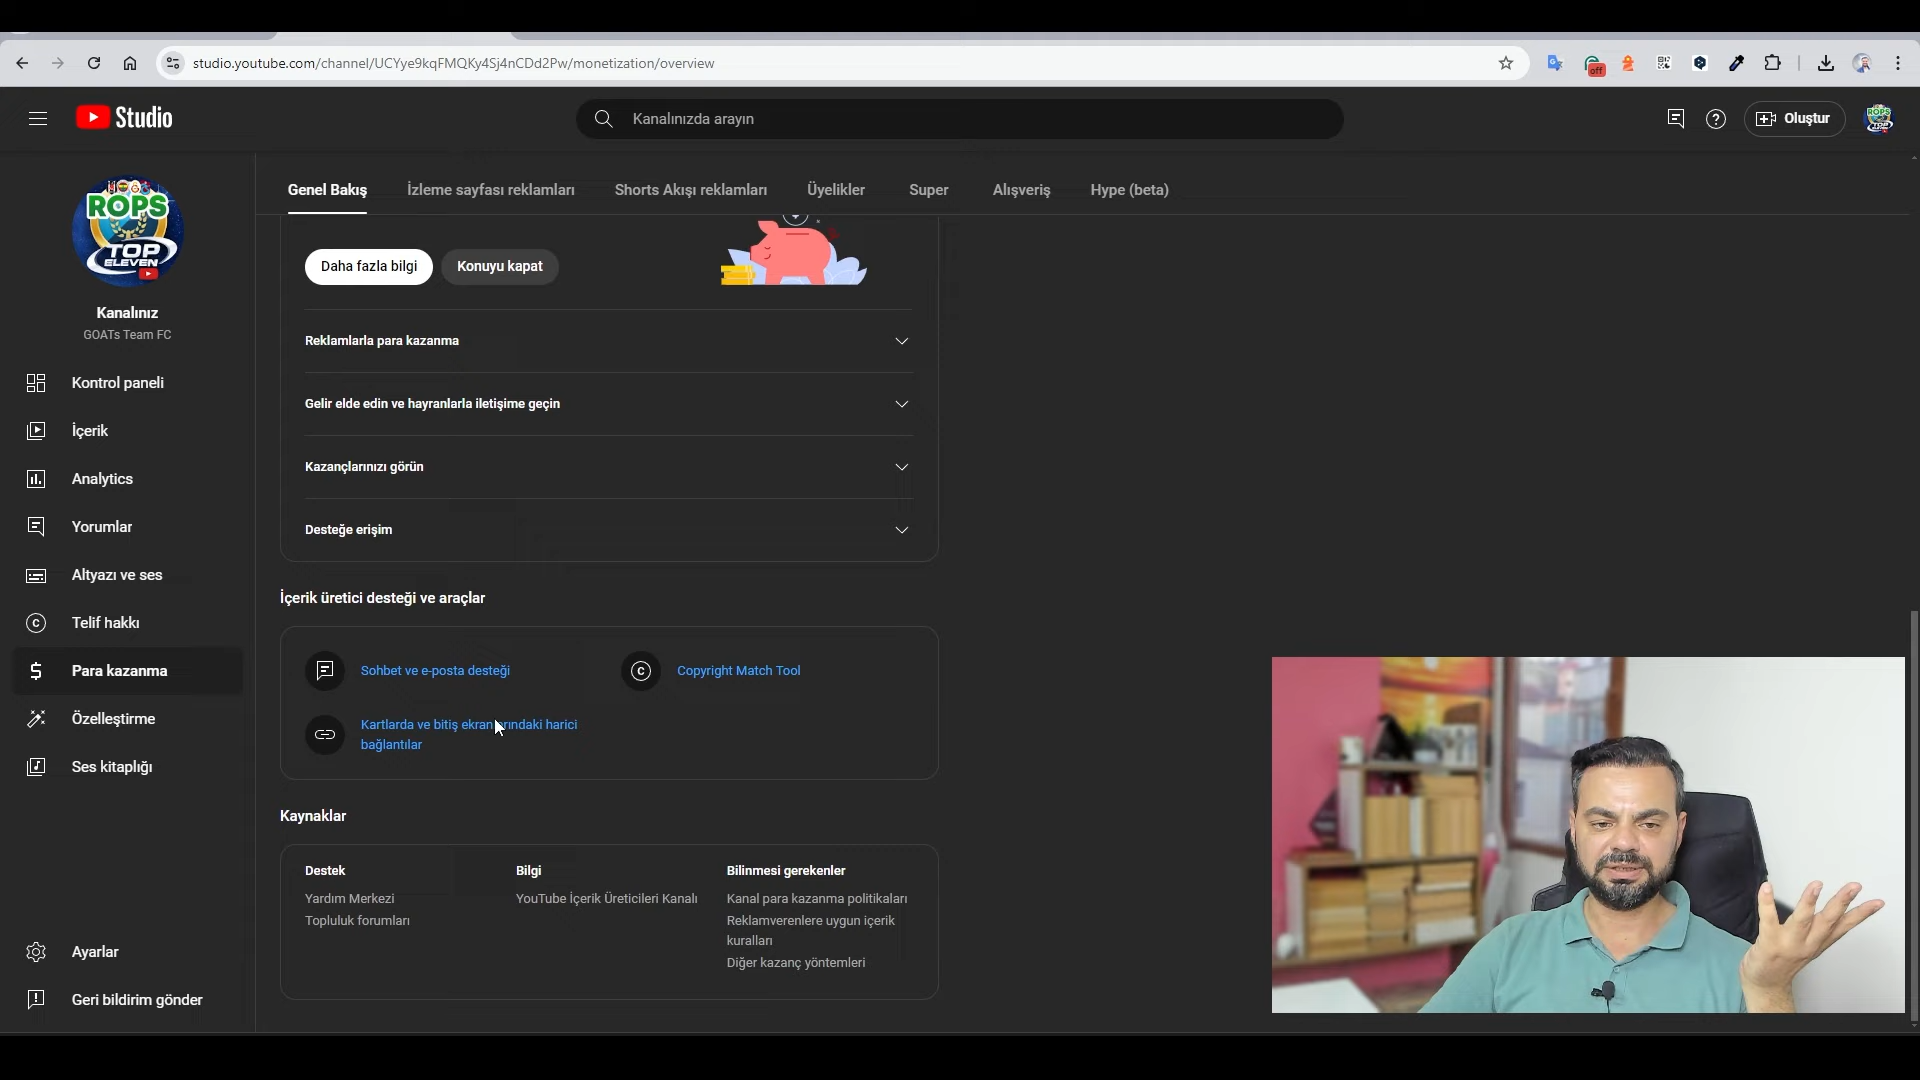 studio.youtube.com/channel/UCYye9kqFMQKy4Sj4nCDd2Pw/monetization/overview
off
Studio
Kanalınızda arayın
Oluştur
ROPS
TOP
ELEVEN
Kanalınız
GOATs Team FC
Kontrol paneli
İçerik
Analytics
Yorumlar
Altyazı ve ses
Telif hakkı
Para kazanma
Özelleştirme
Ses kitaplığı
Ayarlar
Geri bildirim gönder
Genel Bakış
İzleme sayfası reklamları
Shorts Akışı reklamları
Üyelikler
Super
Alışveriş
Hype (beta)
Daha fazla bilgi
Konuyu kapat
Reklamlarla para kazanma
Gelir elde edin ve hayranlarla iletişime geçin
Kazançlarınızı görün
Desteğe erişim
İçerik üretici desteği ve araçlar
Sohbet ve e-posta desteği
Copyright Match Tool
Kartlarda ve bitiş ekranlarındaki harici
bağlantılar
Kaynaklar
Destek
Yardım Merkezi
Topluluk forumları
Bilgi
YouTube İçerik Üreticileri Kanalı
Bilinmesi gerekenler
Kanal para kazanma politikaları
Reklamverenlere uygun içerik
kuralları
Diğer kazanç yöntemleri